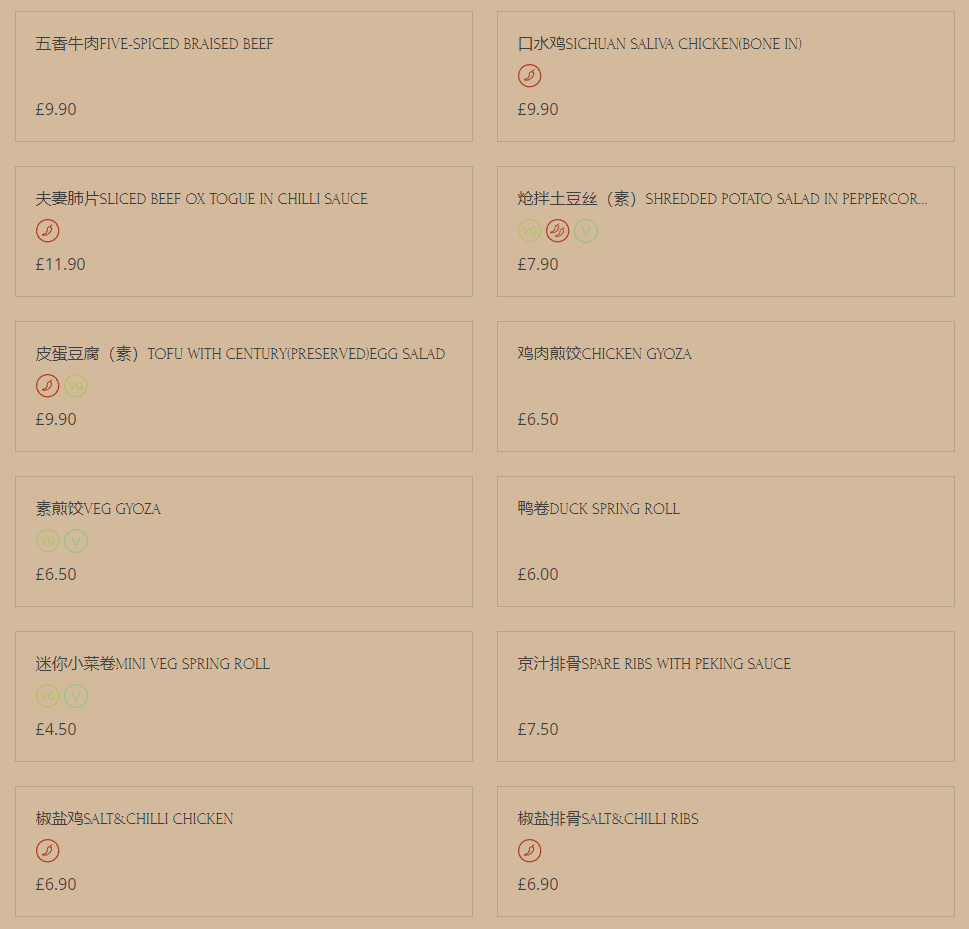 五香牛肉FIVE-SPICED BRAISED BEEF
£9.90
口水鸡SICHUAN SALIVA CHICKEN(BONE IN)
£9.90
夫妻肺片SLICED BEEF OX TOGUE IN CHILLI SAUCE
£11.90
炝拌土豆丝（素）SHREDDED POTATO SALAD IN PEPPERCOR...
VG V
£7.90
皮蛋豆腐（素）TOFU WITH CENTURY(PRESERVED)EGG SALAD
VG
£9.90
鸡肉煎饺CHICKEN GYOZA
£6.50
素煎饺VEG GYOZA
VG V
£6.50
鸭卷DUCK SPRING ROLL
£6.00
迷你小菜卷MINI VEG SPRING ROLL
VG V
£4.50
京汁排骨SPARE RIBS WITH PEKING SAUCE
£7.50
椒盐鸡SALT&CHILLI CHICKEN
£6.90
椒盐排骨SALT&CHILLI RIBS
£6.90